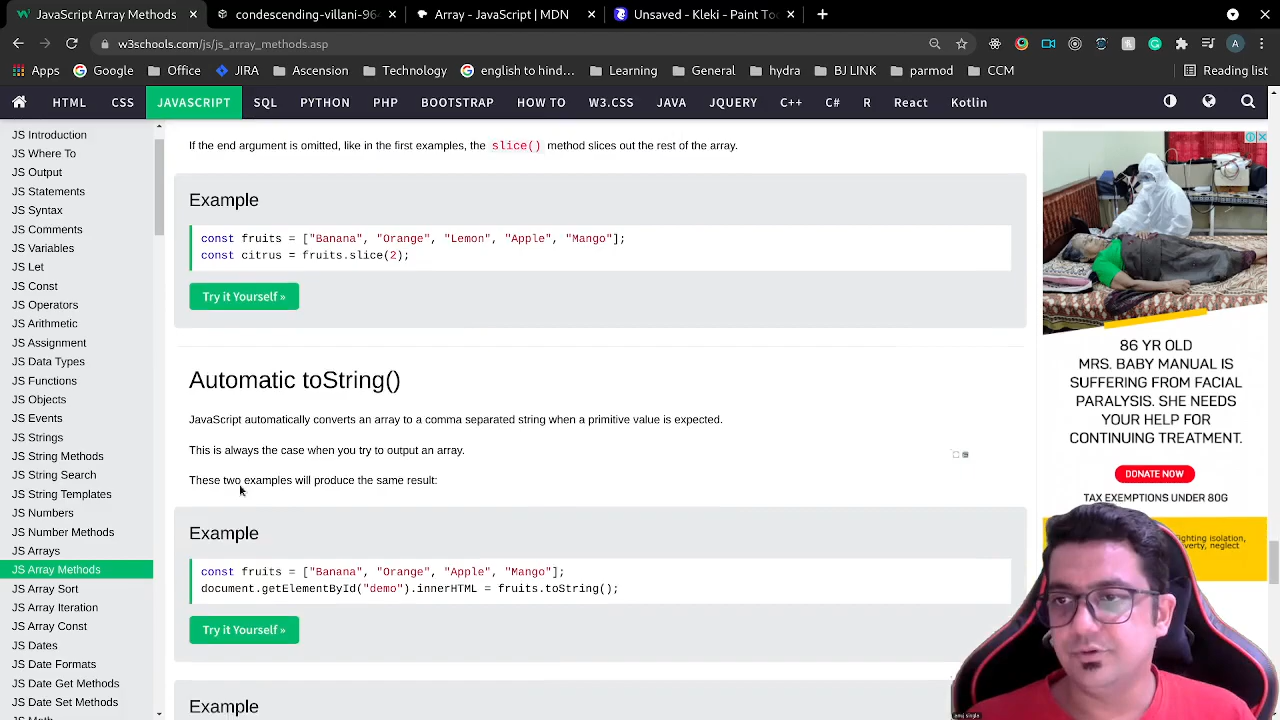 JavaScript Array Methods
condescending-villani-96
Array - JavaScript | MDN
Unsaved - Kleki - Paint Too
w3schools.com/js/js_array_methods.asp
A
Apps
Google
Office
JIRA
Ascension
Technology
english to hind...
Learning
General
hydra
BJ LINK
parmod
CCM
Reading list
HTML
CSS
JAVASCRIPT
SQL
PYTHON
PHP
BOOTSTRAP
HOW TO
W3.CSS
JAVA
JQUERY
C++
C#
R
React
Kotlin
JS Introduction
JS Where To
JS Output
JS Statements
JS Syntax
JS Comments
JS Variables
JS Let
JS Const
JS Operators
JS Arithmetic
JS Assignment
JS Data Types
JS Functions
JS Objects
JS Events
JS Strings
JS String Methods
JS String Search
JS String Templates
JS Numbers
JS Number Methods
JS Arrays
JS Array Methods
JS Array Sort
JS Array Iteration
JS Array Const
JS Dates
JS Date Formats
JS Date Get Methods
JS Date Set Methods
JS Math
If the end argument is omitted, like in the first examples, the slice() method slices out the rest of the array.
Example
const fruits = ["Banana", "Orange", "Lemon", "Apple", "Mango"];
const citrus = fruits.slice(2);
Try it Yourself »
Automatic toString()
JavaScript automatically converts an array to a comma separated string when a primitive value is expected.
This is always the case when you try to output an array.
These two examples will produce the same result:
Example
const fruits = ["Banana", "Orange", "Apple", "Mango"];
document.getElementById("demo").innerHTML = fruits.toString();
Try it Yourself »
Example
86 YR OLD
MRS. BABY MANUAL IS
SUFFERING FROM FACIAL
PARALYSIS. SHE NEEDS
YOUR HELP FOR
CONTINUING TREATMENT.
DONATE NOW
TAX EXEMPTIONS UNDER 80G
fighting isolation,
verty, neglect